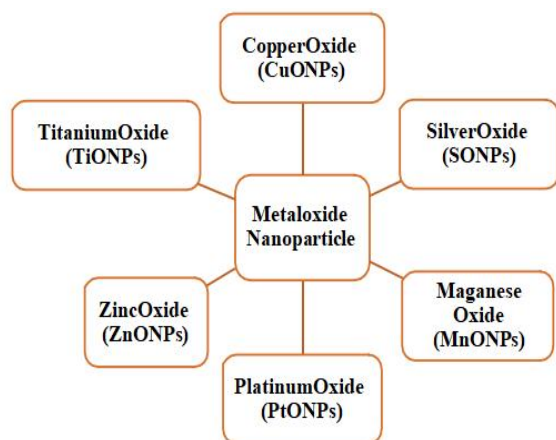 CopperOxide
(CuONPs)
TitaniumOxide
(TiONPs)
SilverOxide
(SONPs)
Metaloxide
Nanoparticle
ZincOxide
(ZnONPs)
Maganese
Oxide
(MnONPs)
PlatinumOxide
(PtONPs)